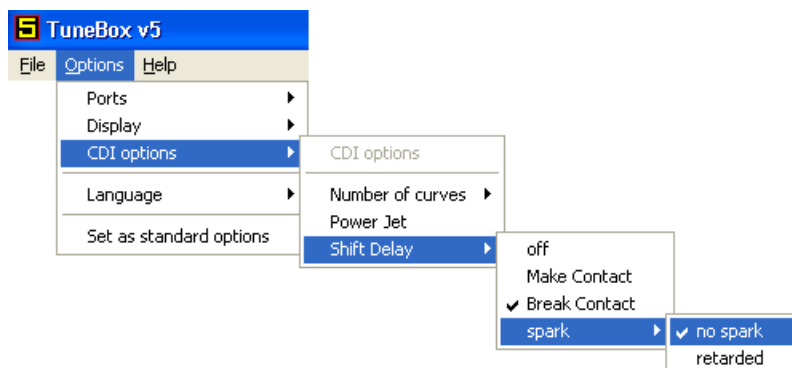 TuneBox v5
File Options Help
Ports
Display
CDI options
Language
Set as standard options
CDI options
Number of curves
Power Jet
Shift Delay
off
Make Contact
Break Contact
spark
no spark
retarded